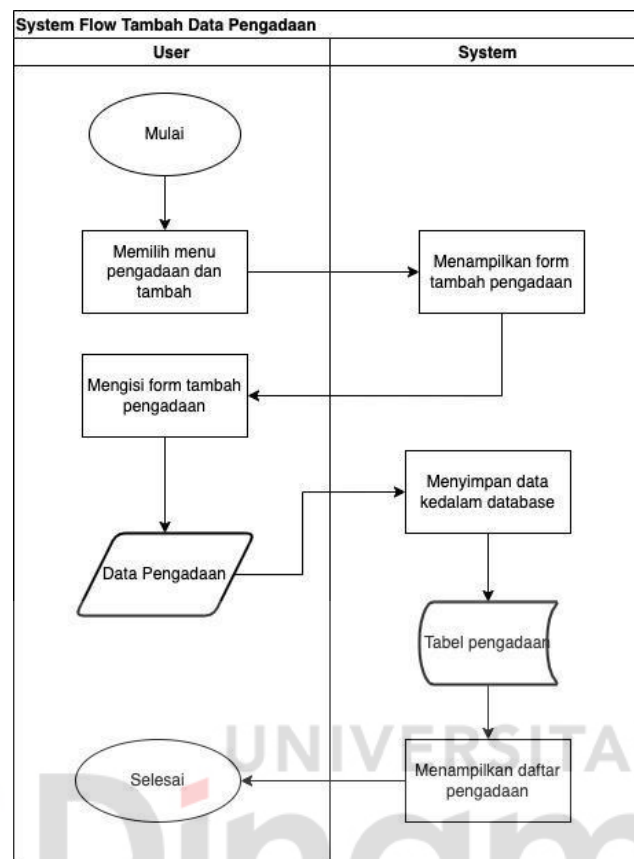 System Flow Tambah Data Pengadaan
User
System
Mulai
Memilih menu
pengadaan dan
tambah
Menampilkan form
tambah pengadaan
Mengisi form tambah
pengadaan
Menyimpan data
kedalam database
Data Pengadaan
Tabel pengadaan
UNIVERSITA
Selesai
Menampilkan daftar
pengadaan
Dinam